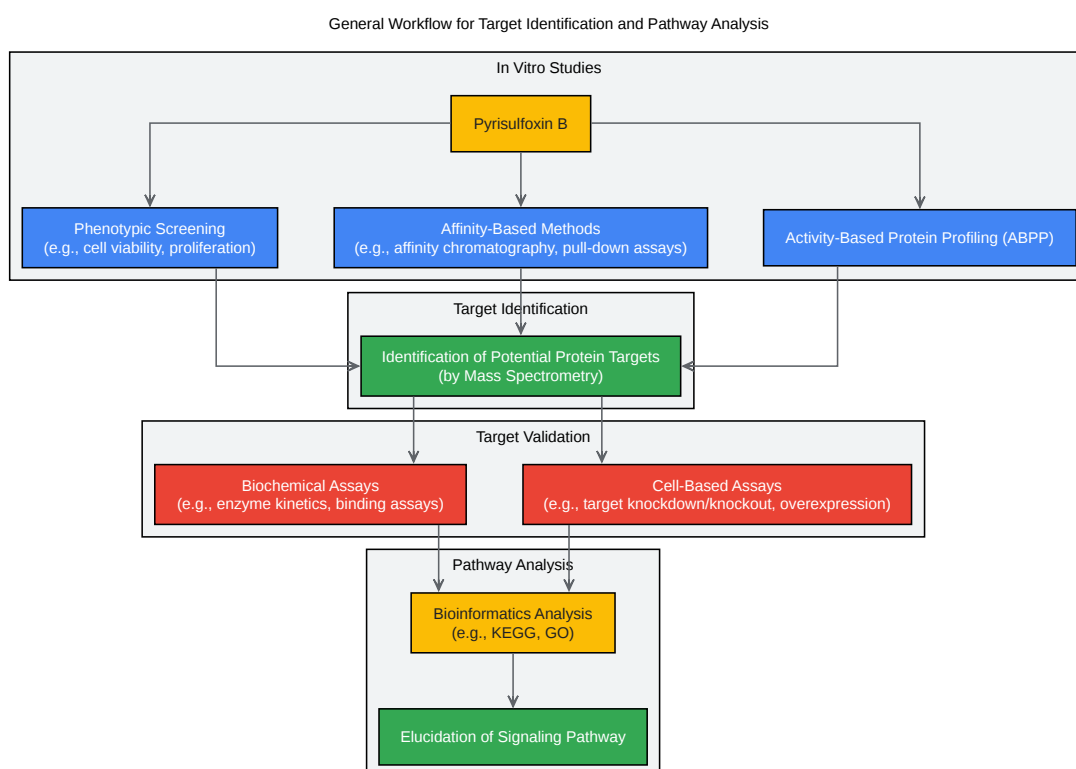 General Workflow for Target Identification and Pathway Analysis
In Vitro Studies
Pyrisulfoxin B
Phenotypic Screening
(e.g., cell viability, proliferation)
Affinity-Based Methods
(e.g., affinity chromatography, pull-down assays)
Activity-Based Protein Profiling (ABPP)
Target Identification
Identification of Potential Protein Targets
(by Mass Spectrometry)
Target Validation
Biochemical Assays
(e.g., enzyme kinetics, binding assays)
Cell-Based Assays
(e.g., target knockdown/knockout, overexpression)
Pathway Analysis
Bioinformatics Analysis
(e.g., KEGG, GO)
Elucidation of Signaling Pathway